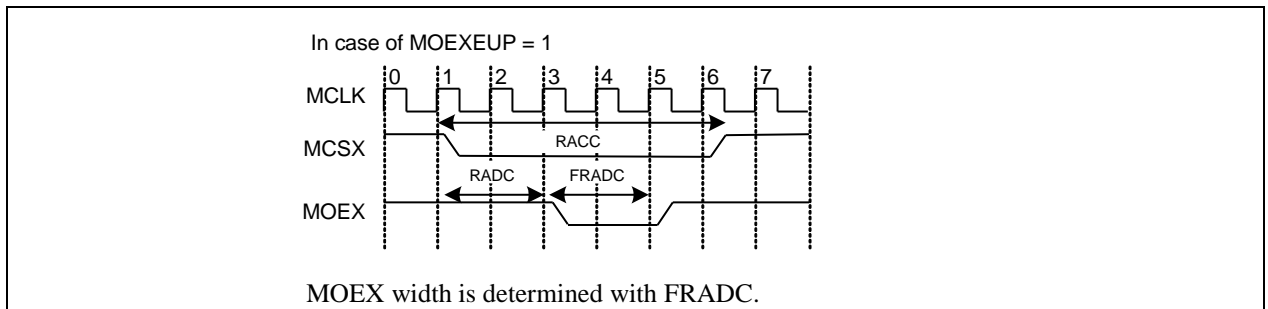 In case of MOEXEUP = 1
0 1 2 3 4 5 6 7
MCLK
RACC
MCSX
RADC FRADC
MOEX
MOEX width is determined with FRADC.